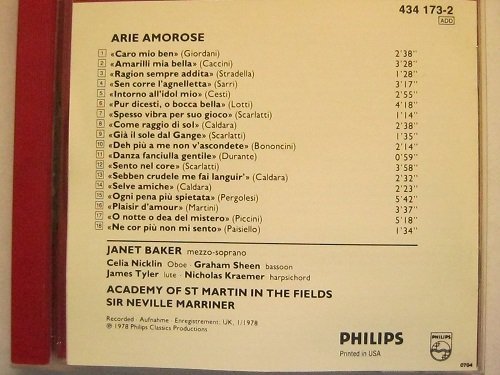 434 173-2
ADD
ARIE AMOROSE
1 «Caro mio ben» (Giordani) 2'38"
2 «Amarilli mia bella» (Caccini) 3'28"
3 «Ragion sempre addita» (Stradella) 1'28"
4 «Sen corre l'agnelletta» (Sarri) 3'17"
5 «Intorno all'idol mio» (Cesti) 2'55"
6 «Pur dicesti, o bocca bella» (Lotti) 4'18"
7 «Spesso vibra per suo gioco» (Scarlatti) 1'14"
8 «Come raggio di sol» (Caldara) 2'38"
9 «Già il sole dal Gange» (Scarlatti) 1'35"
10 «Deh più a me non v'ascondete» (Bononcini) 2'14"
11 «Danza fanciulla gentile» (Durante) 0'59"
12 «Sento nel core» (Scarlatti) 3'58"
13 «Sebben crudele me fai languir'» (Caldara) 2'32"
14 «Selve amiche» (Caldara) 2'23"
15 «Ogni pena più spietata» (Pergolesi) 5'42"
16 «Plaisir d'amour» (Martini) 3'37"
17 «O notte o dea del mistero» (Piccini) 5'18"
18 «Ne cor più non mi sento» (Paisiello) 1'34"
JANET BAKER mezzo-soprano
Celia Nicklin Oboe · Graham Sheen bassoon
James Tyler lute · Nicholas Kraemer harpsichord
ACADEMY OF ST MARTIN IN THE FIELDS
SIR NEVILLE MARRINER
Recorded · Aufnahme · Enregistrement: UK, 1/1978
℗ 1978 Philips Classics Productions
PHILIPS
Printed in USA
PHILIPS
0794